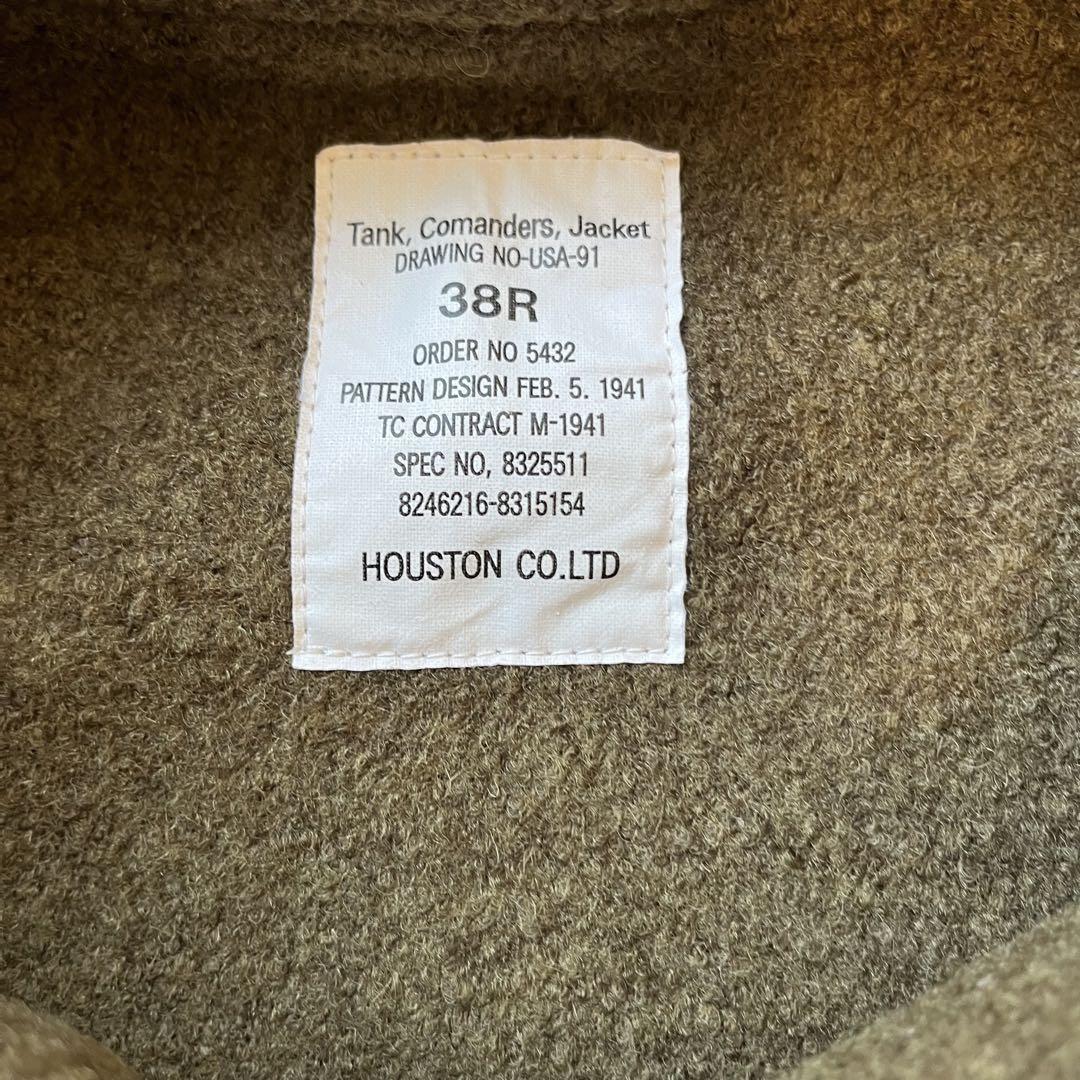 Tank, Comanders, Jacket
DRAWING NO-USA-91
38R
ORDER NO 5432
PATTERN DESIGN FEB. 5. 1941
TC CONTRACT M-1941
SPEC NO, 8325511
8246216-8315154
HOUSTON CO.LTD